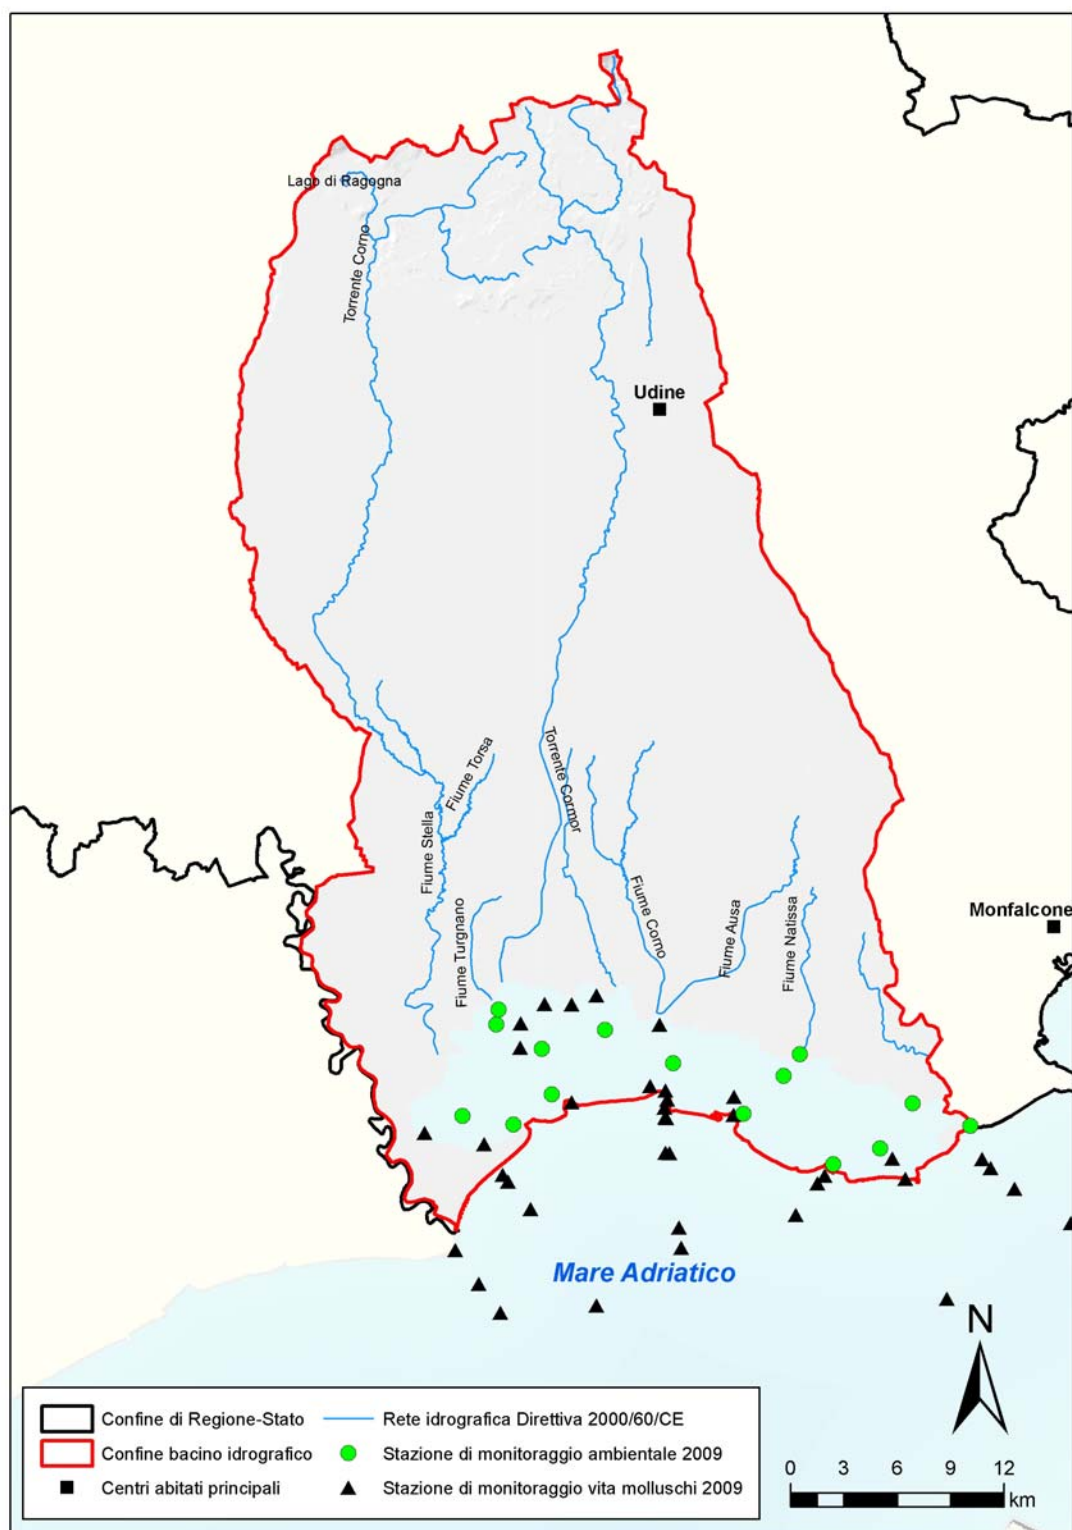 Lago di Ragogna
Torrente Corno
Udine
Torrente Cormor
Fiume Torsa
Fiume Stella
Fiume Turgnano
Fiume Corno
Fiume Ausa
Fiume Natissa
Monfalcone
Mare Adriatico
N
Confine di Regione-Stato
Rete idrografica Direttiva 2000/60/CE
Confine bacino idrografico
Stazione di monitoraggio ambientale 2009
Centri abitati principali
Stazione di monitoraggio vita molluschi 2009
0 3 6 9 12
km